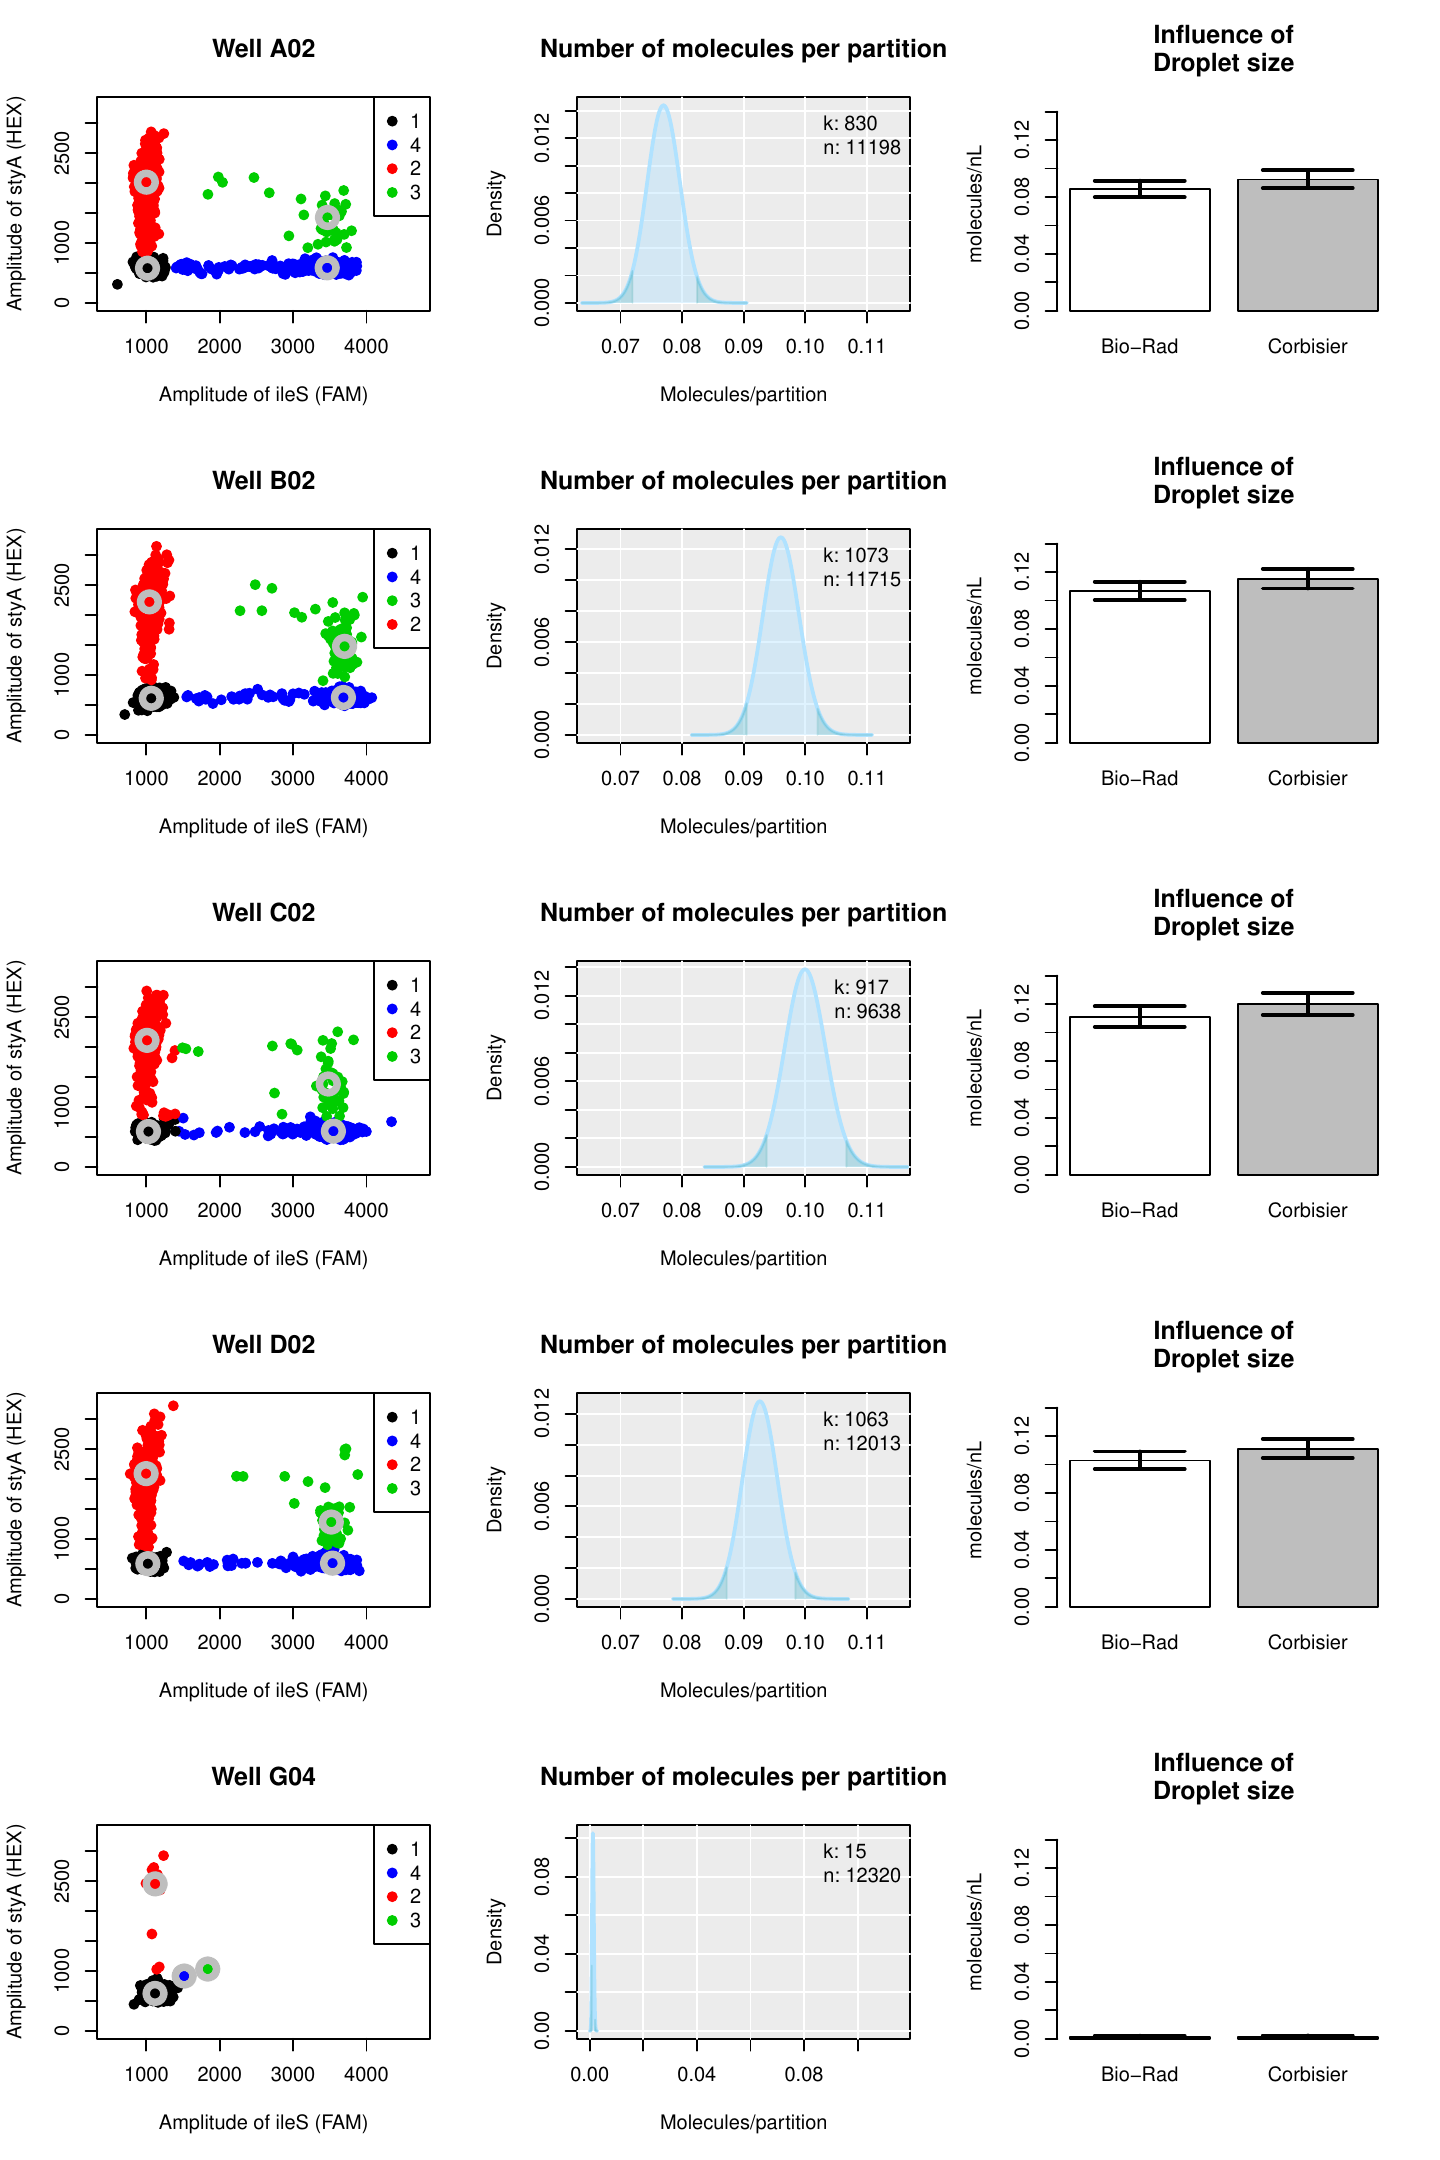 Well A02
Amplitude of styA (HEX)
0 1000 2500
1
4
2
3
1000 2000 3000 4000
Amplitude of ileS (FAM)
Number of molecules per partition
Density
0.000 0.006 0.012
k: 830
n: 11198
0.07 0.08 0.09 0.10 0.11
Molecules/partition
Influence of
Droplet size
molecules/nL
0.00 0.04 0.08 0.12
Bio−Rad Corbisier
Well B02
Amplitude of styA (HEX)
0 1000 2500
1
4
3
2
1000 2000 3000 4000
Amplitude of ileS (FAM)
Number of molecules per partition
Density
0.000 0.006 0.012
k: 1073
n: 11715
0.07 0.08 0.09 0.10 0.11
Molecules/partition
Influence of
Droplet size
molecules/nL
0.00 0.04 0.08 0.12
Bio−Rad Corbisier
Well C02
Amplitude of styA (HEX)
0 1000 2500
1
4
2
3
1000 2000 3000 4000
Amplitude of ileS (FAM)
Number of molecules per partition
Density
0.000 0.006 0.012
k: 917
n: 9638
0.07 0.08 0.09 0.10 0.11
Molecules/partition
Influence of
Droplet size
molecules/nL
0.00 0.04 0.08 0.12
Bio−Rad Corbisier
Well D02
Amplitude of styA (HEX)
0 1000 2500
1
4
2
3
1000 2000 3000 4000
Amplitude of ileS (FAM)
Number of molecules per partition
Density
0.000 0.006 0.012
k: 1063
n: 12013
0.07 0.08 0.09 0.10 0.11
Molecules/partition
Influence of
Droplet size
molecules/nL
0.00 0.04 0.08 0.12
Bio−Rad Corbisier
Well G04
Amplitude of styA (HEX)
0 1000 2500
1
4
2
3
1000 2000 3000 4000
Amplitude of ileS (FAM)
Number of molecules per partition
Density
0.00 0.04 0.08
k: 15
n: 12320
0.00 0.04 0.08
Molecules/partition
Influence of
Droplet size
molecules/nL
0.00 0.04 0.08 0.12
Bio−Rad Corbisier